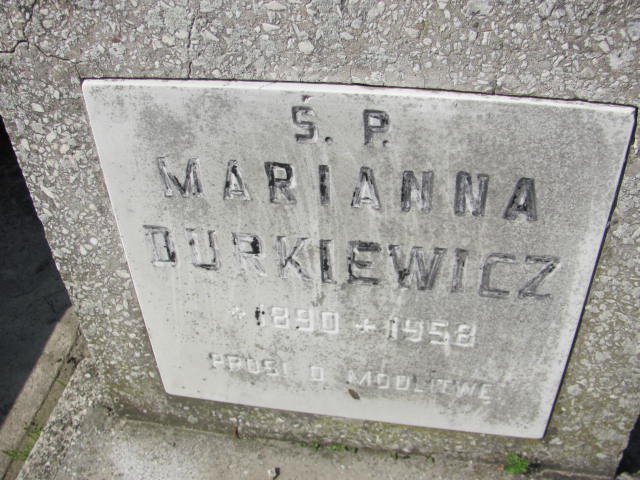 Ś. P.
MARIANNA
DURKIEWICZ
*1890 +1958
PROSI O MODLITWĘ